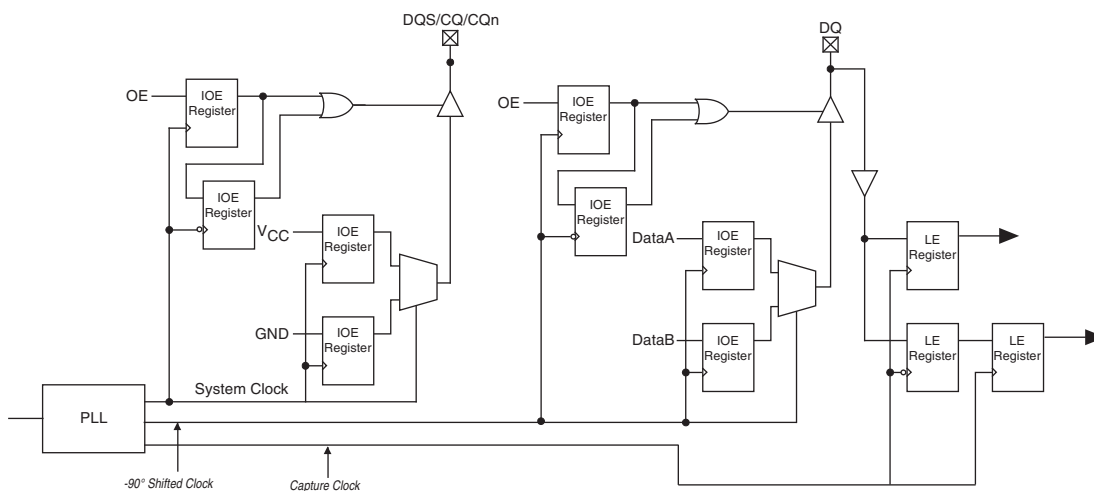 DQS/CQ/CQn
DQ
OE
IOE
Register
OE
IOE
Register
IOE
Register
IOE
Register
VCC
IOE
Register
DataA
IOE
Register
LE
Register
GND
IOE
Register
DataB
IOE
Register
LE
Register
LE
Register
System Clock
PLL
-90° Shifted Clock
Capture Clock